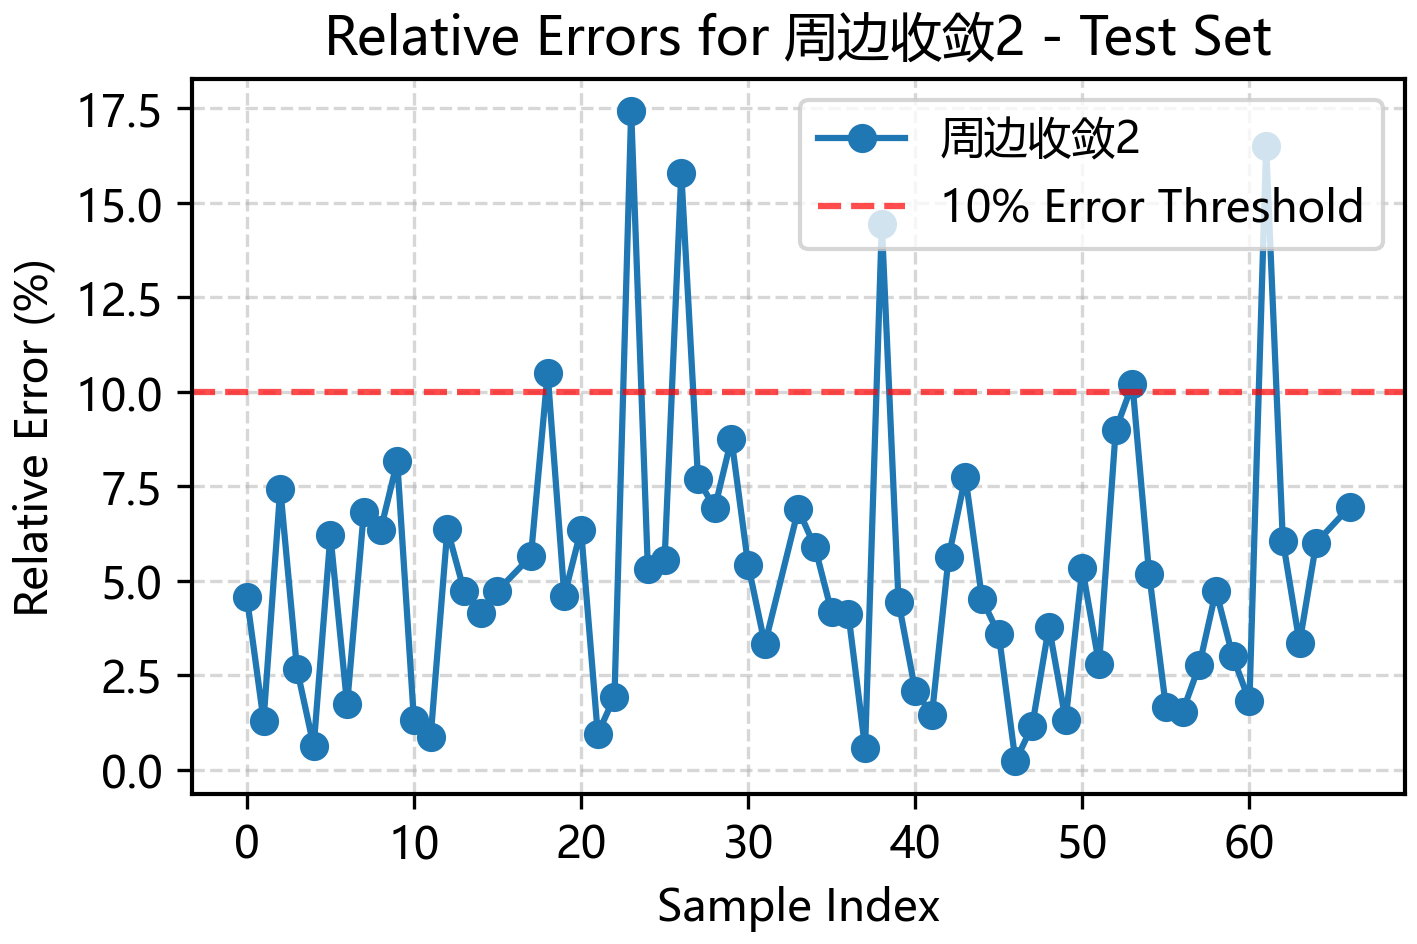 Relative Errors for 周边收敛2 - Test Set
17.5
15.0
12.5
10.0
7.5
5.0
2.5
0.0
Relative Error (%)
周边收敛2
10% Error Threshold
0 10 20 30 40 50 60
Sample Index